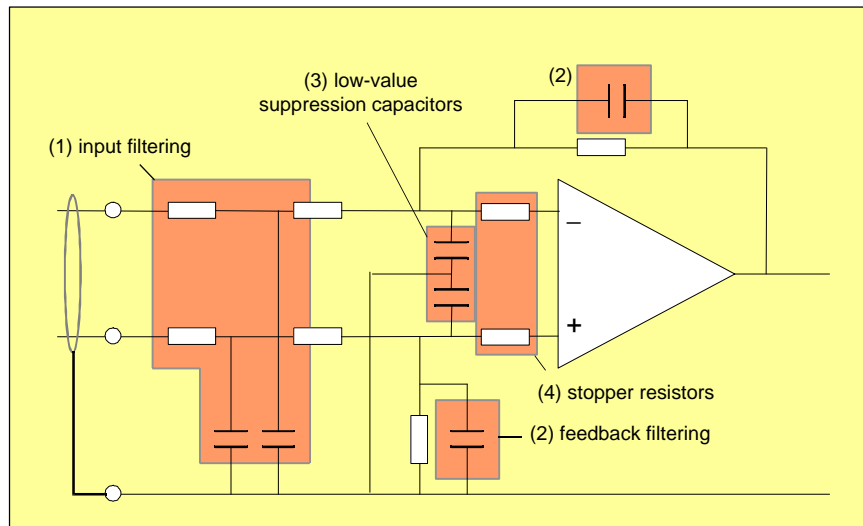 (3) low-value
suppression capacitors
(2)
(1) input filtering
–
+
(4) stopper resistors
(2) feedback filtering